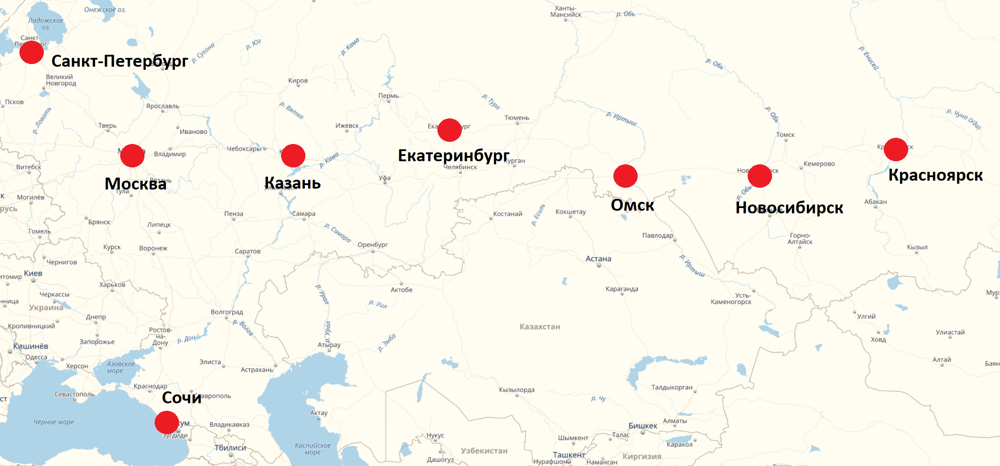 Онежское оз.
Ладожское
оз.
Ханты-
Мансийск
р. Обь
Санкт-
р. Сухона
р. Юг
р. Кама
р. Обь
р. Енисей
Санкт-Петербург
Великий
Новгород
Киров
Псков
Пермь
р. Тура
р. Ловать
Ярославль
р. Вятка
р. Иртыш
р. Обь
р. Чуна (Уда)
Тюмень
Тверь
Иваново
Ижевск
Томск
Чебоксары
Владимир
Екатеринбург
р. Кама
Курган
Кемерово
Витебск
Челябинск
Уфа
Москва
Рязань
Казань
Красноярск
Тула
Ульяновск
р. Обь
Могилёв
Абакан
Омск
Новосибирск
Пенза
Самара
Костанай
р. Есиль
Кокшетау
Брянск
Липецк
р. Самара
Гомель
Павлодар
Горно-
Алтайск
Курск
Воронеж
Саратов
Оренбург
Кызыл
Чернигов
Астана
р. Иртыш
Киев
Харьков
Актобе
Караганда
Черкассы
р. Урал
р. Уил
Усть-
Каменогорск
Украина
Волгоград
Днепр
Улгий
Кропивницкий
р. Волга
Казахстан
Ростов-
на-
Дону
р. Дон
р. Урал
Улиастай
Запорожье
Атырау
р. Эмба
Ховд
Кишинёв
Одесса
Херсон
Азовское
море
Элиста
Астрахань
Алтай
Краснодар
Севастополь
Сочи
Ставрополь
Кызылорда
р. Чу
Талдыкорган
Чёрное море
Владикавказ
Актау
Бишкек
Алматы
Зугдиди
Нукус
Шымкент
Талас
Каракол
Тбилиси
Каспийское
море
Узбекистан
Дашогуз
Ташкент
Киргизия
Нурафшон
Наманган